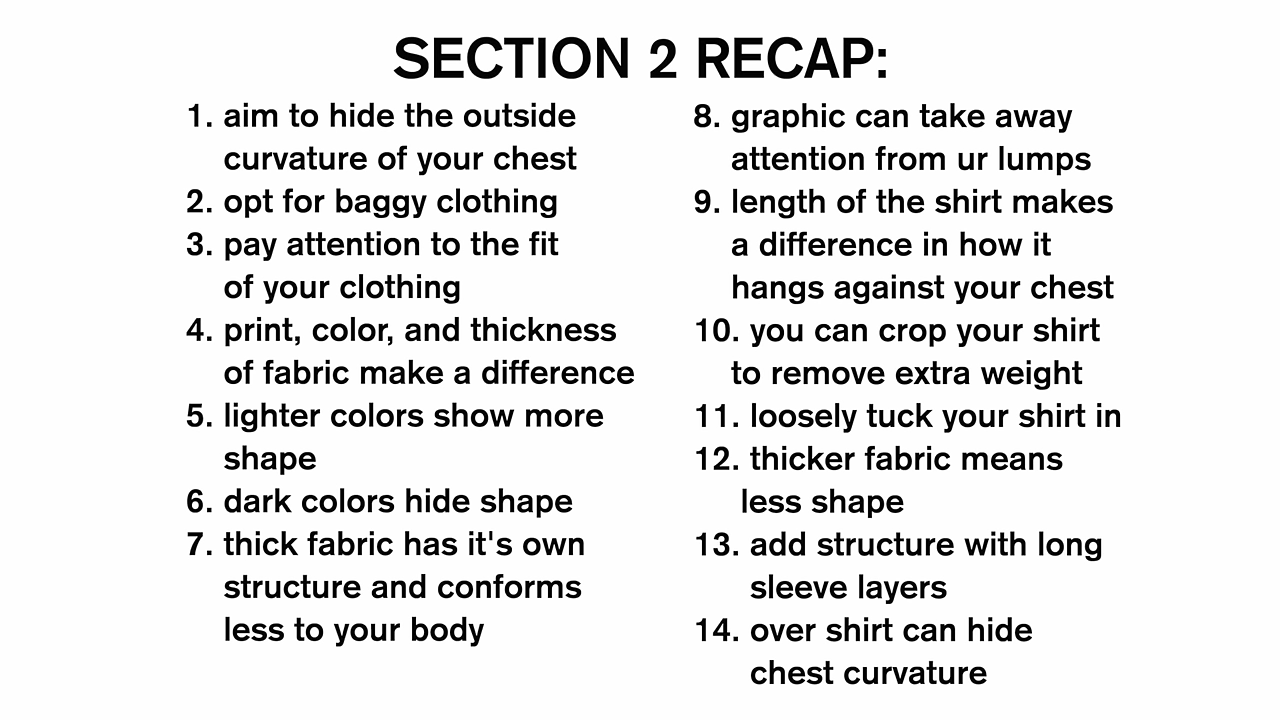 SECTION 2 RECAP:
1. aim to hide the outside
curvature of your chest
2. opt for baggy clothing
3. pay attention to the fit
of your clothing
4. print, color, and thickness
of fabric make a difference
5. lighter colors show more
shape
6. dark colors hide shape
7. thick fabric has it's own
structure and conforms
less to your body
8. graphic can take away
attention from ur lumps
9. length of the shirt makes
a difference in how it
hangs against your chest
10. you can crop your shirt
to remove extra weight
11. loosely tuck your shirt in
12. thicker fabric means
less shape
13. add structure with long
sleeve layers
14. over shirt can hide
chest curvature